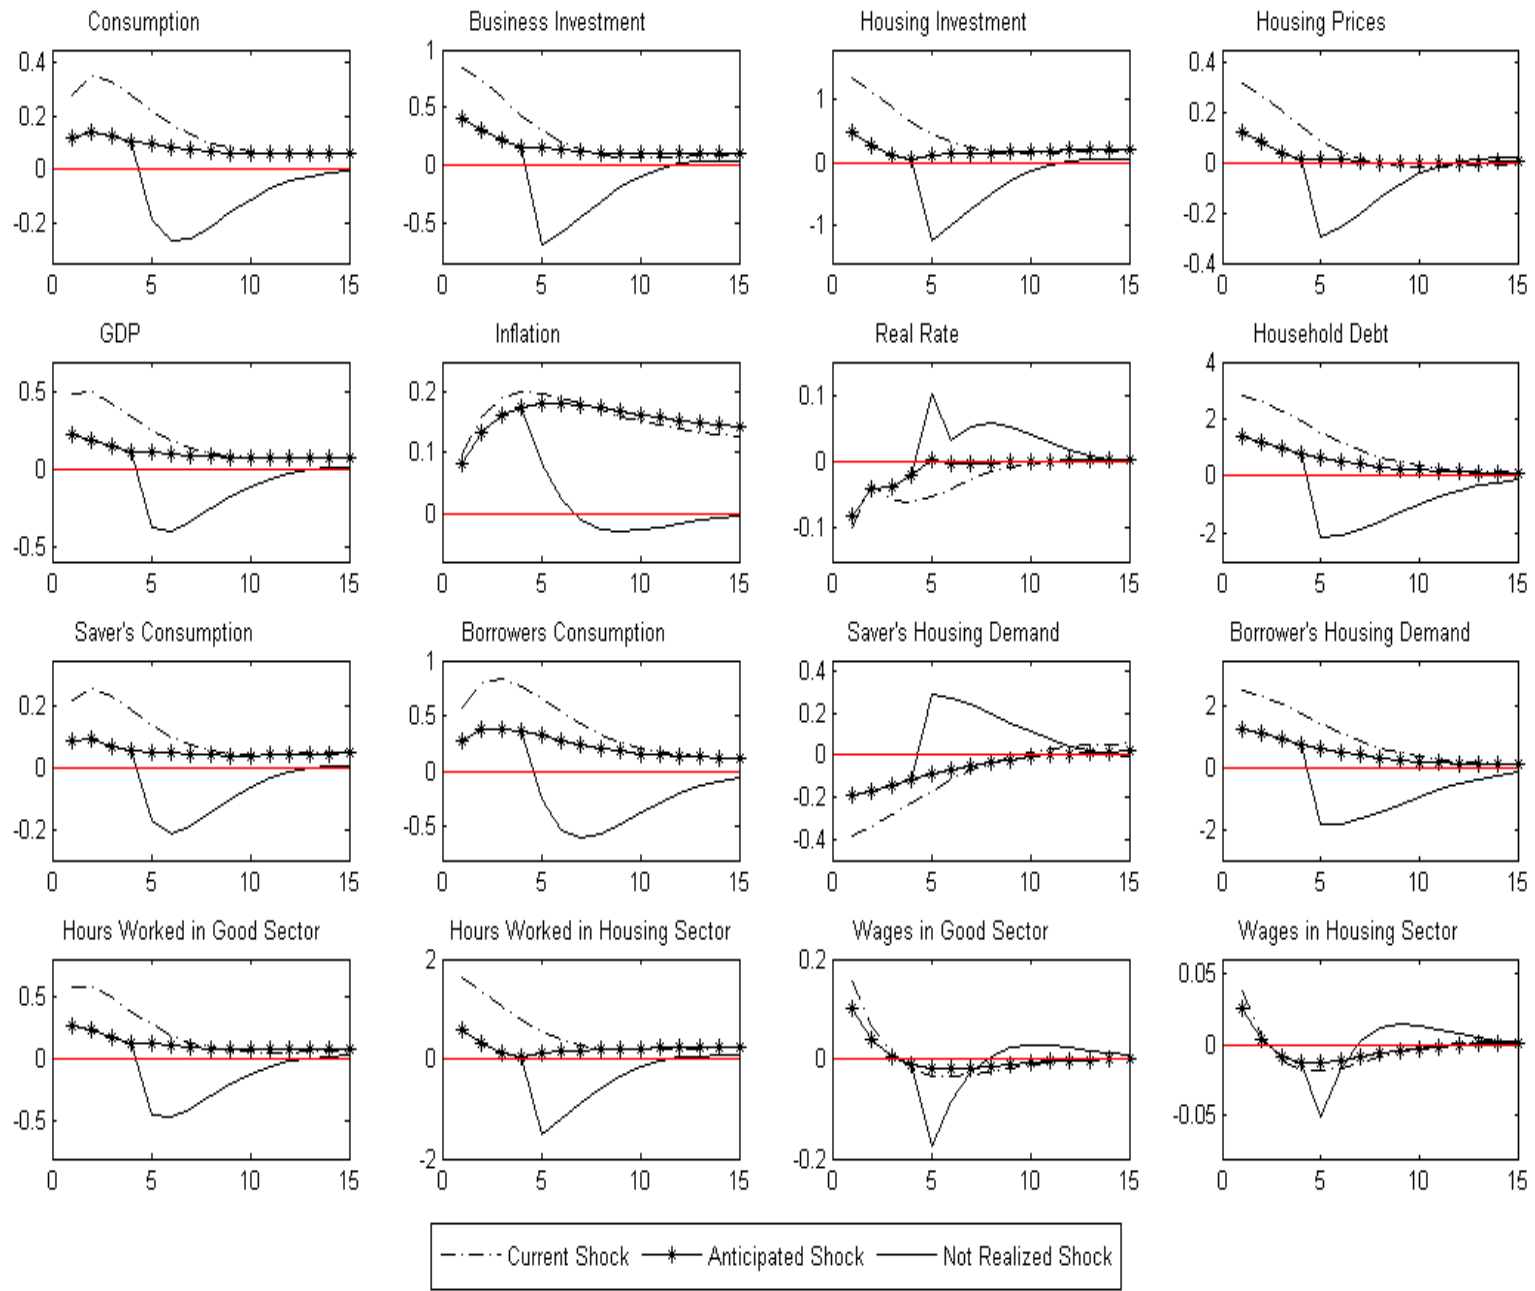 Consumption
Business Investment
Housing Investment
Housing Prices
0.4
0.2
0
-0.2
0 5 10 15
1
0.5
0
-0.5
0 5 10 15
1
0
-1
0 5 10 15
0.4
0.2
0
-0.2
-0.4
0 5 10 15
GDP
Inflation
Real Rate
Household Debt
0.5
0
-0.5
0 5 10 15
0.2
0.1
0
0 5 10 15
0.1
0
-0.1
0 5 10 15
4
2
0
-2
0 5 10 15
Saver's Consumption
Borrowers Consumption
Saver's Housing Demand
Borrower's Housing Demand
0.2
0
-0.2
0 5 10 15
1
0.5
0
-0.5
0 5 10 15
0.4
0.2
0
-0.2
-0.4
0 5 10 15
2
0
-2
0 5 10 15
Hours Worked in Good Sector
Hours Worked in Housing Sector
Wages in Good Sector
Wages in Housing Sector
0.5
0
-0.5
0 5 10 15
2
0
-2
0 5 10 15
0.2
0
-0.2
0 5 10 15
0.05
0
-0.05
0 5 10 15
Current Shock Anticipated Shock Not Realized Shock